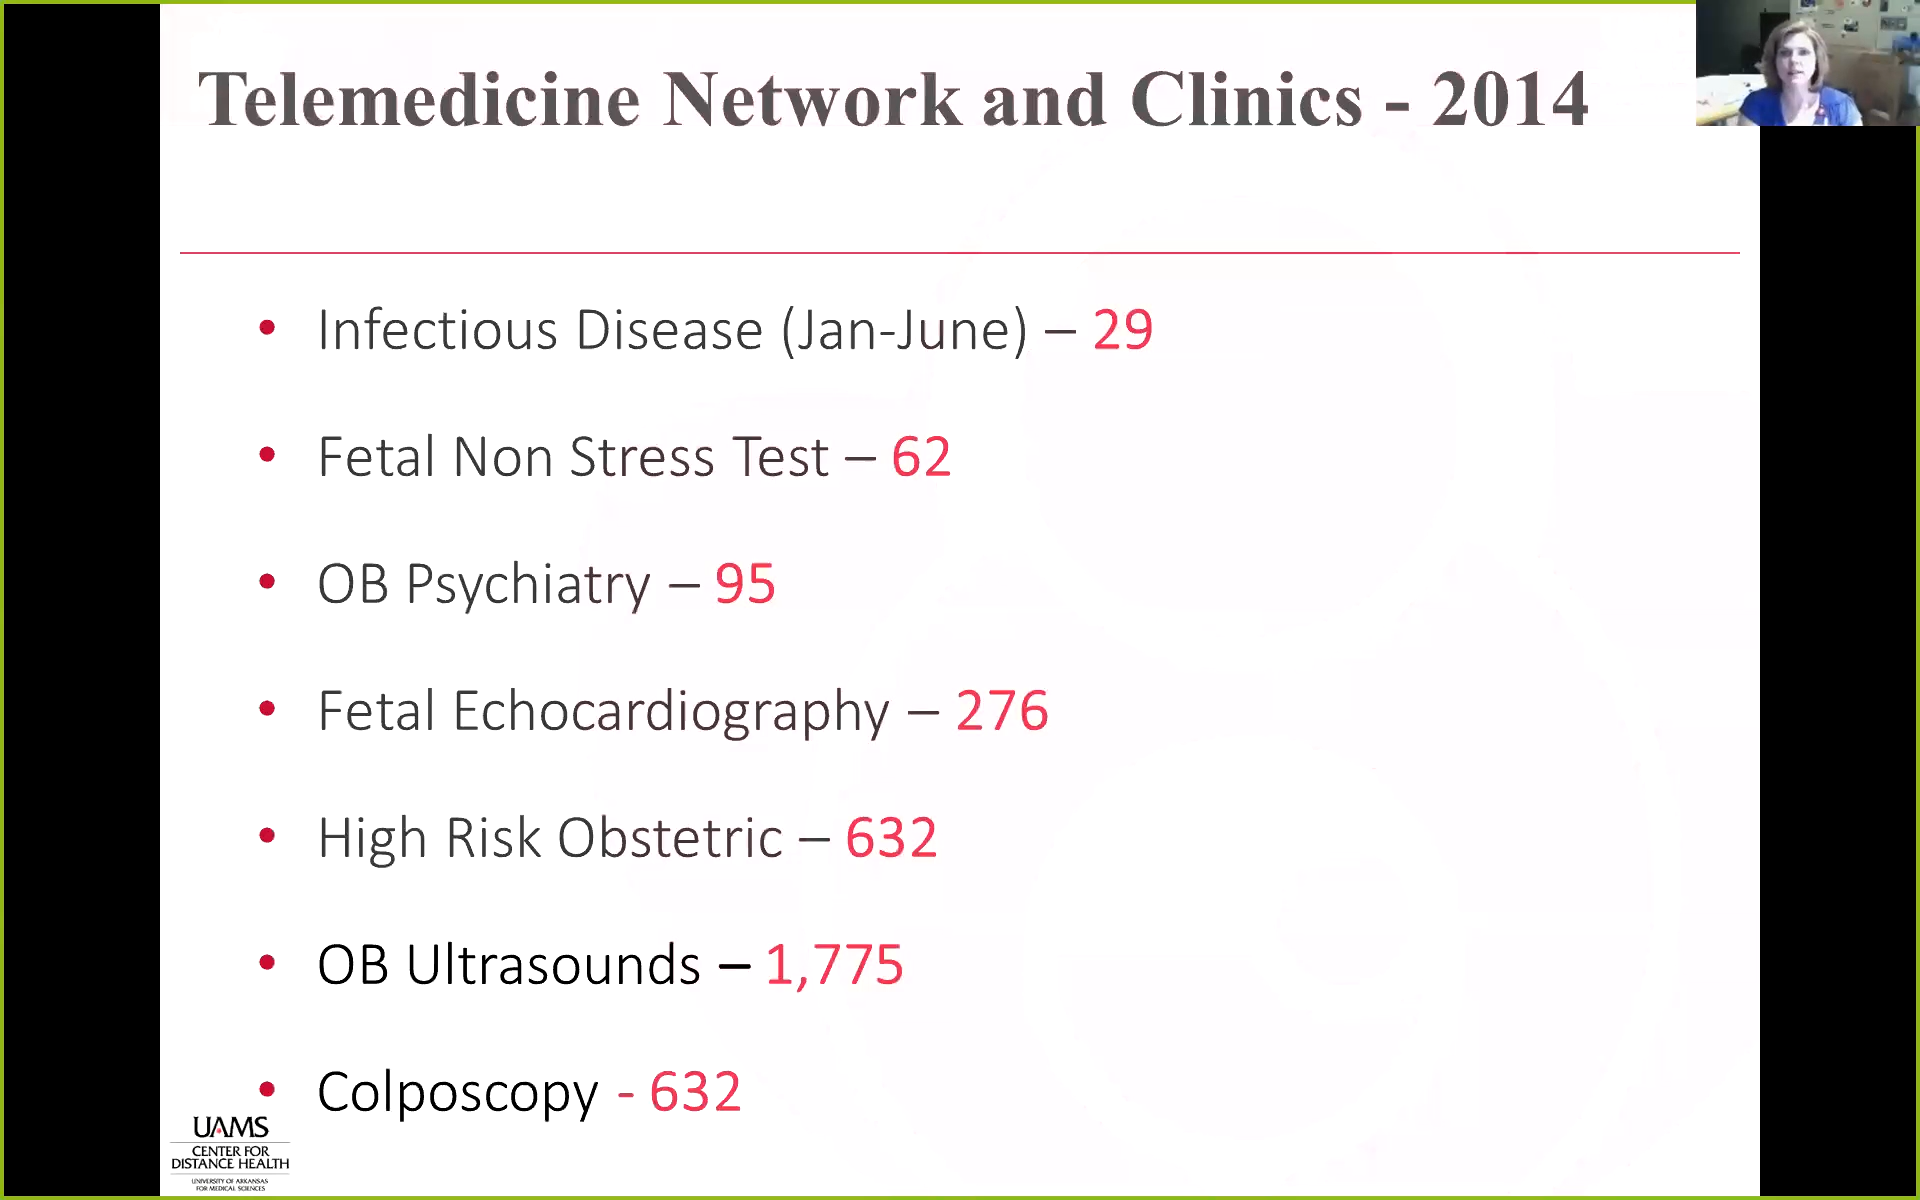 Telemedicine Network and Clinics - 2014
• Infectious Disease (Jan-June) – 29
• Fetal Non Stress Test – 62
• OB Psychiatry – 95
• Fetal Echocardiography – 276
• High Risk Obstetric – 632
• OB Ultrasounds – 1,775
• Colposcopy - 632
UAMS
CENTER FOR
DISTANCE HEALTH
UNIVERSITY OF ARKANSAS
FOR MEDICAL SCIENCES